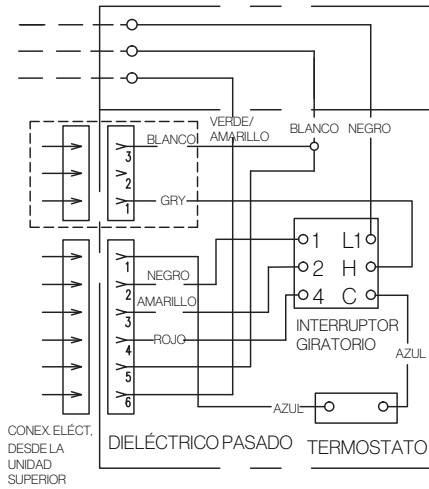 VERDE/
AMARILLO
BLANCO
BLANCO
NEGRO
3
2
1
GRY
1
2
3
4
5
6
NEGRO
AMARILLO
ROJO
1 L1
2 H
4 C
INTERRUPTOR
GIRATORIO
AZUL
AZUL
CONEX. ELÉCT.
DESDE LA
UNIDAD
SUPERIOR
DIELÉCTRICO PASADO
TERMOSTATO